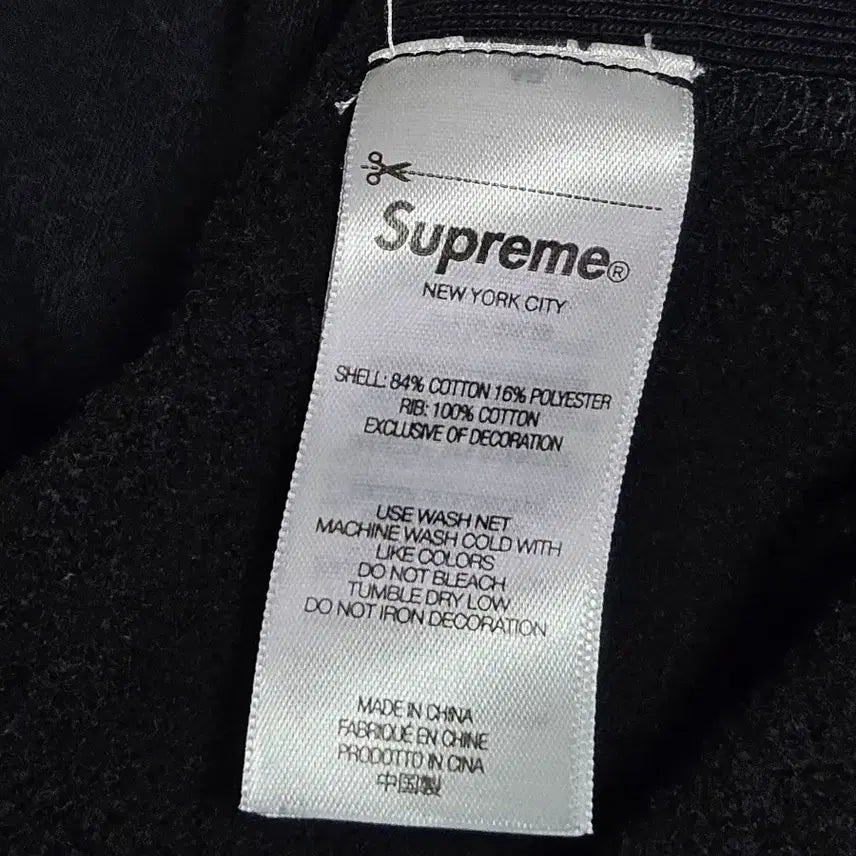 Supreme®
NEW YORK CITY
SHELL: 84% COTTON 16% POLYESTER
RIB: 100% COTTON
EXCLUSIVE OF DECORATION
USE WASH NET
MACHINE WASH COLD WITH
LIKE COLORS
DO NOT BLEACH
TUMBLE DRY LOW
DO NOT IRON DECORATION
MADE IN CHINA
FABRIQUÉ EN CHINE
PRODOTTO IN CINA
中国製